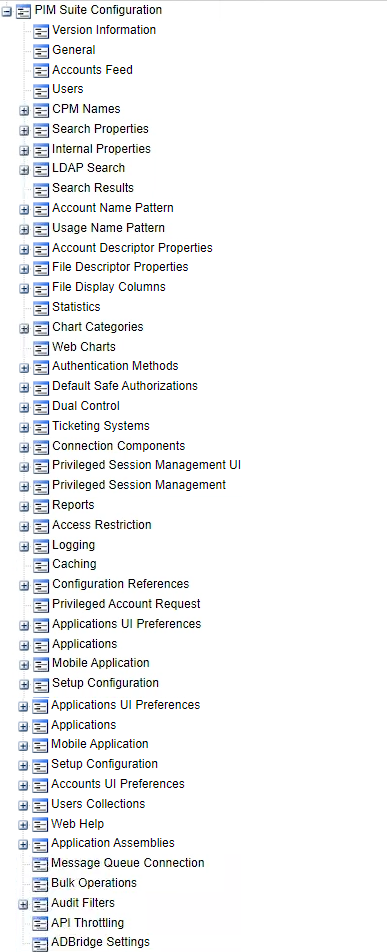 PIM Suite Configuration
Version Information
General
Accounts Feed
Users
CPM Names
Search Properties
Internal Properties
LDAP Search
Search Results
Account Name Pattern
Usage Name Pattern
Account Descriptor Properties
File Descriptor Properties
File Display Columns
Statistics
Chart Categories
Web Charts
Authentication Methods
Default Safe Authorizations
Dual Control
Ticketing Systems
Connection Components
Privileged Session Management UI
Privileged Session Management
Reports
Access Restriction
Logging
Caching
Configuration References
Privileged Account Request
Applications UI Preferences
Applications
Mobile Application
Setup Configuration
Applications UI Preferences
Applications
Mobile Application
Setup Configuration
Accounts UI Preferences
Users Collections
Web Help
Application Assemblies
Message Queue Connection
Bulk Operations
Audit Filters
API Throttling
ADBridge Settings